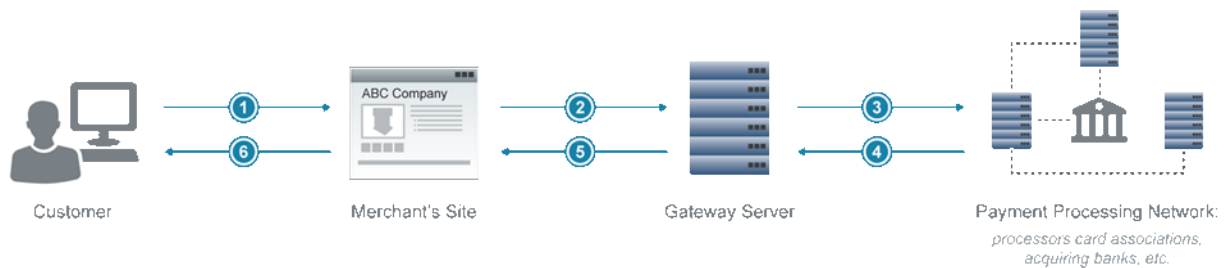 ABC Company
1
2
3
6
5
4
Customer
Merchant's Site
Gateway Server
Payment Processing Network:
processors card associations,
acquiring banks, etc.